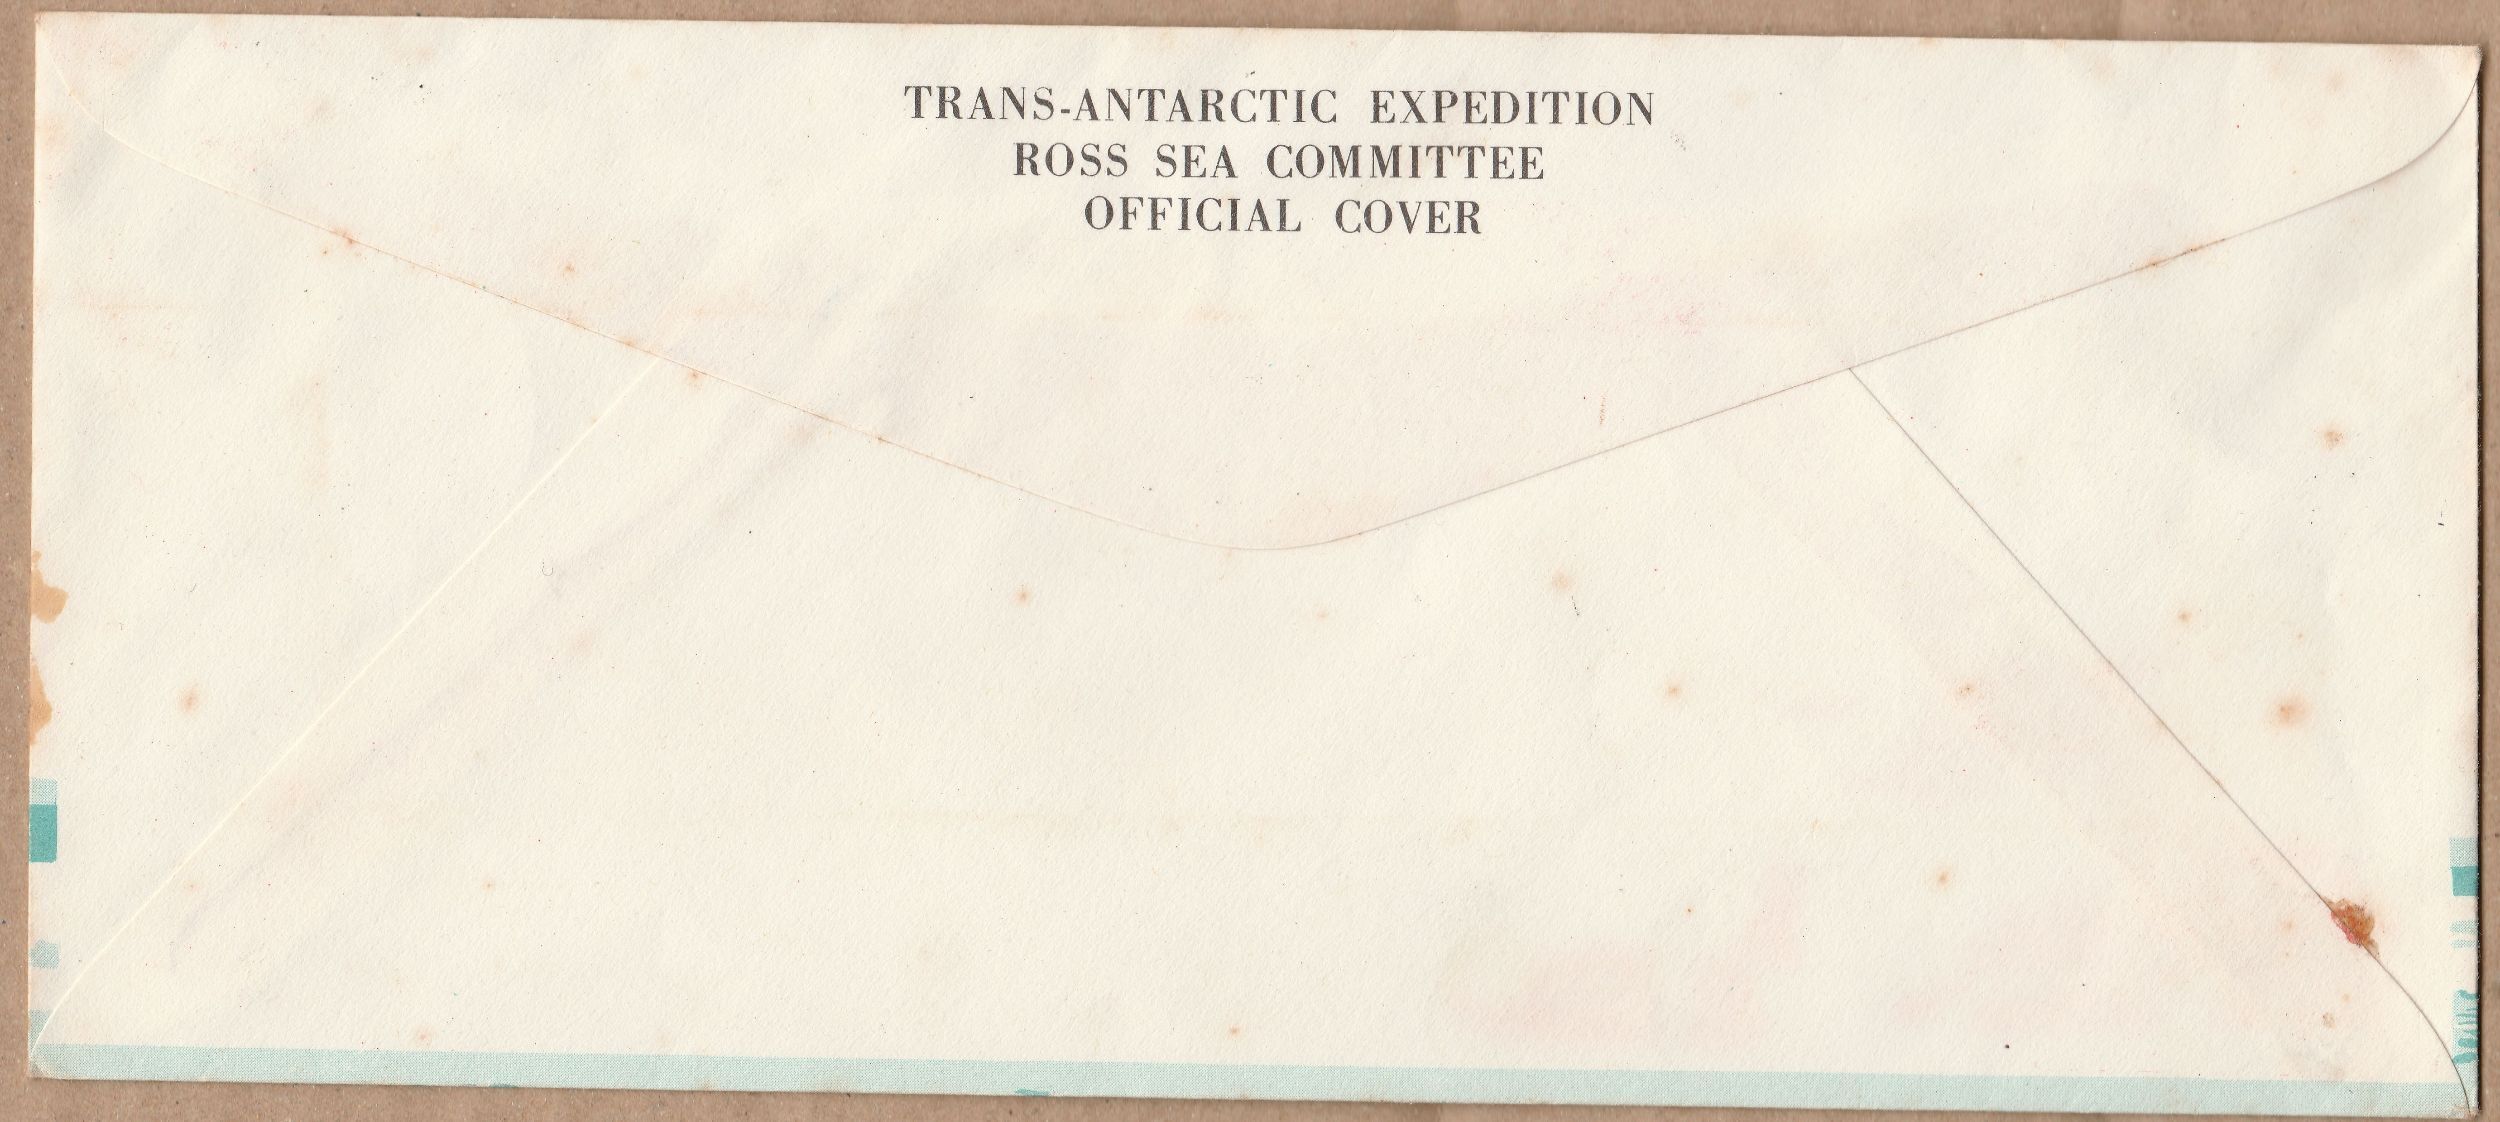 TRANS-ANTARCTIC EXPEDITION
ROSS SEA COMMITTEE
OFFICIAL COVER